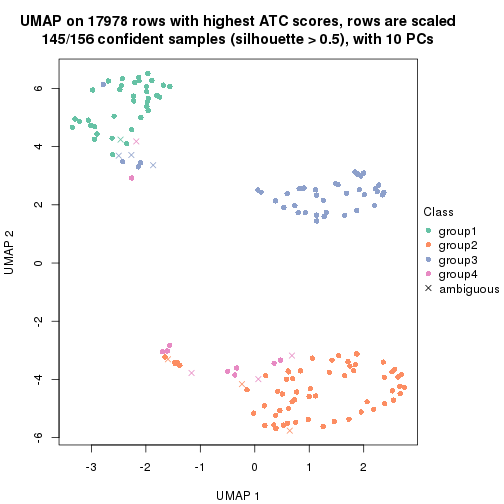 UMAP on 17978 rows with highest ATC scores, rows are scaled
145/156 confident samples (silhouette > 0.5), with 10 PCs
6
4
2
0
-2
-4
-6
UMAP 2
-3
-2
-1
0
1
2
UMAP 1
Class
group1
group2
group3
group4
ambiguous